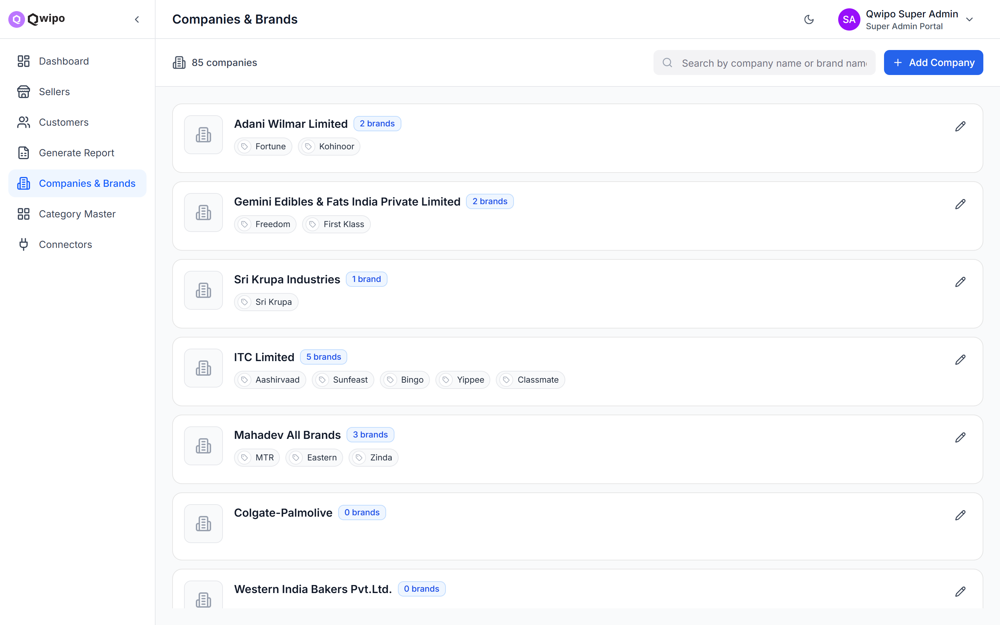 Qwipo
Companies & Brands
SA
Qwipo Super Admin
Super Admin Portal
Dashboard
Sellers
Customers
Generate Report
Companies & Brands
Category Master
Connectors
85 companies
Search by company name or brand nam
Add Company
Adani Wilmar Limited 2 brands
Fortune Kohinoor
Gemini Edibles & Fats India Private Limited 2 brands
Freedom First Klass
Sri Krupa Industries 1 brand
Sri Krupa
ITC Limited 5 brands
Aashirvaad Sunfeast Bingo Yippee Classmate
Mahadev All Brands 3 brands
MTR Eastern Zinda
Colgate-Palmolive 0 brands
Western India Bakers Pvt.Ltd. 0 brands